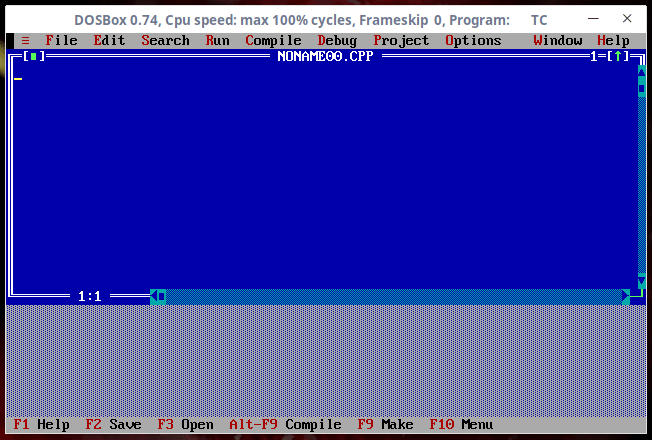 DOSBox 0.74, Cpu speed: max 100% cycles, Frameskip 0, Program: TC
≡ File Edit Search Run Compile Debug Project Options Window Help
[■] NONAME00.CPP 1=[↑]
1:1
F1 Help F2 Save F3 Open Alt-F9 Compile F9 Make F10 Menu